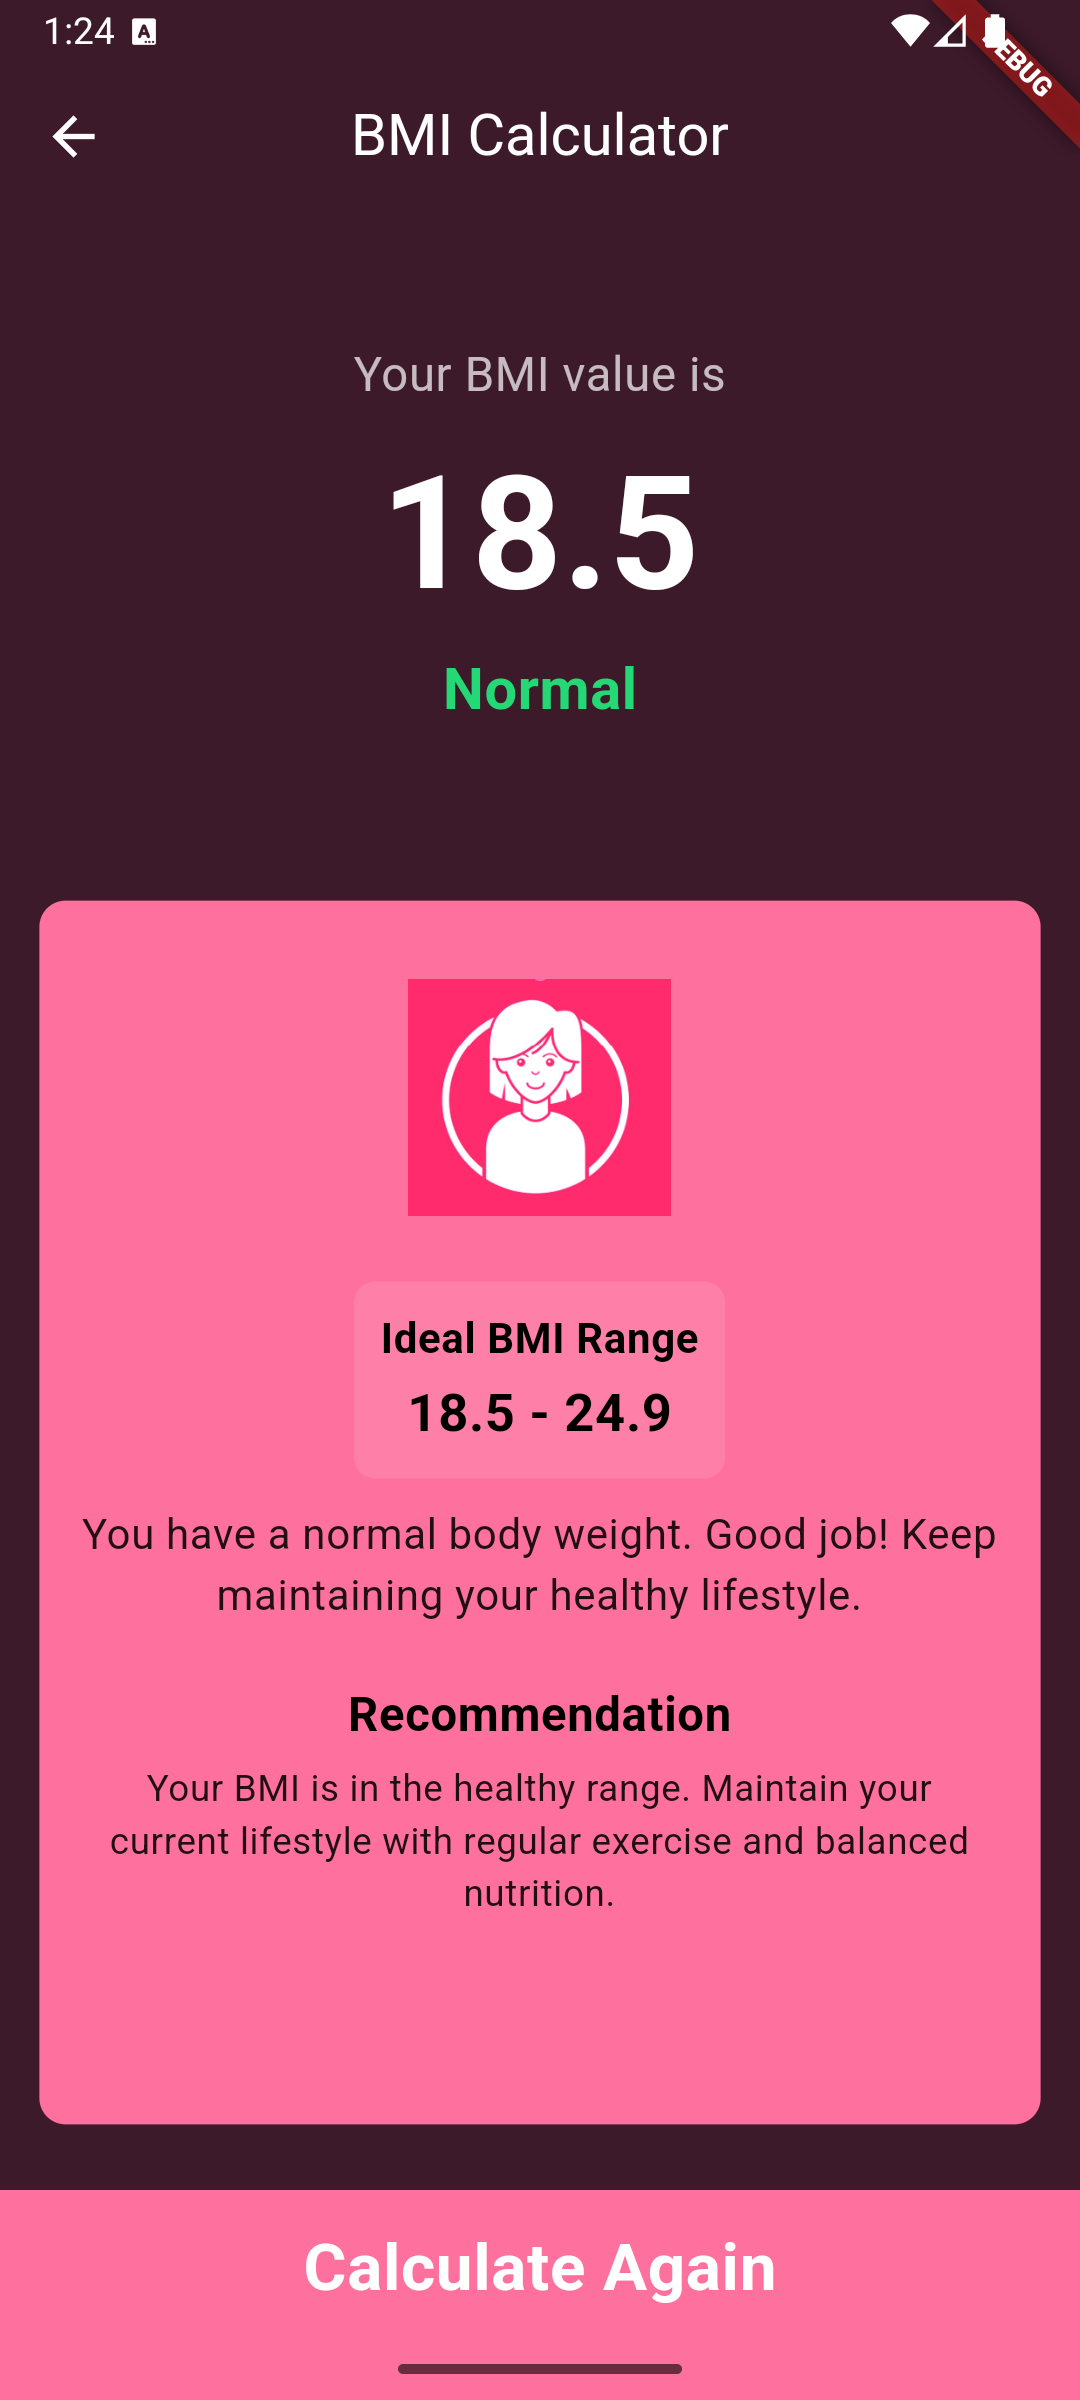 1:24
BMI Calculator
Your BMI value is
18.5
Normal
Ideal BMI Range
18.5 - 24.9
You have a normal body weight. Good job! Keep
maintaining your healthy lifestyle.
Recommendation
Your BMI is in the healthy range. Maintain your
current lifestyle with regular exercise and balanced
nutrition.
Calculate Again